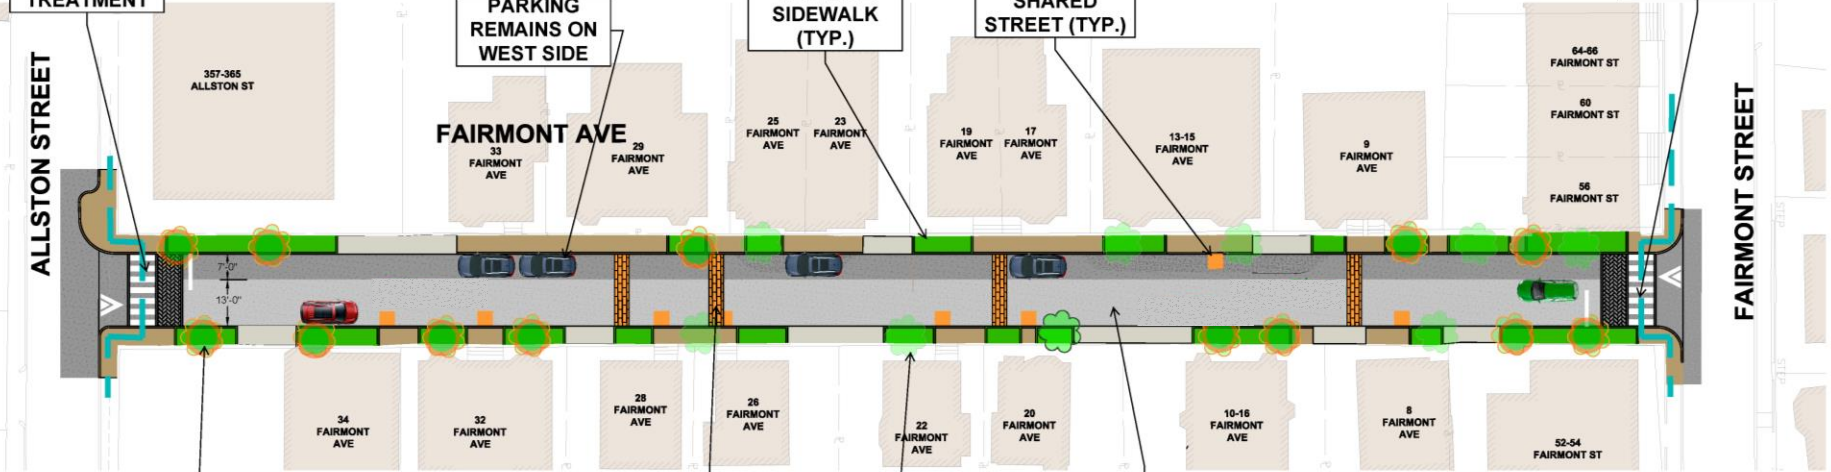 TREATMENT
PARKING
REMAINS ON
WEST SIDE
SIDEWALK
(TYP.)
SHARED
STREET (TYP.)
ALLSTON STREET
357-365
ALLSTON ST
FAIRMONT AVE
33
FAIRMONT
AVE
29
FAIRMONT
AVE
25
FAIRMONT
AVE
23
FAIRMONT
AVE
19
FAIRMONT
AVE
17
FAIRMONT
AVE
13-15
FAIRMONT
AVE
9
FAIRMONT
AVE
64-66
FAIRMONT ST
60
FAIRMONT ST
56
FAIRMONT ST
FAIRMONT STREET
7'-0"
13'-0"
34
FAIRMONT
AVE
32
FAIRMONT
AVE
28
FAIRMONT
AVE
26
FAIRMONT
AVE
22
FAIRMONT
AVE
20
FAIRMONT
AVE
10-16
FAIRMONT
AVE
8
FAIRMONT
AVE
52-54
FAIRMONT ST
STEP
STEP